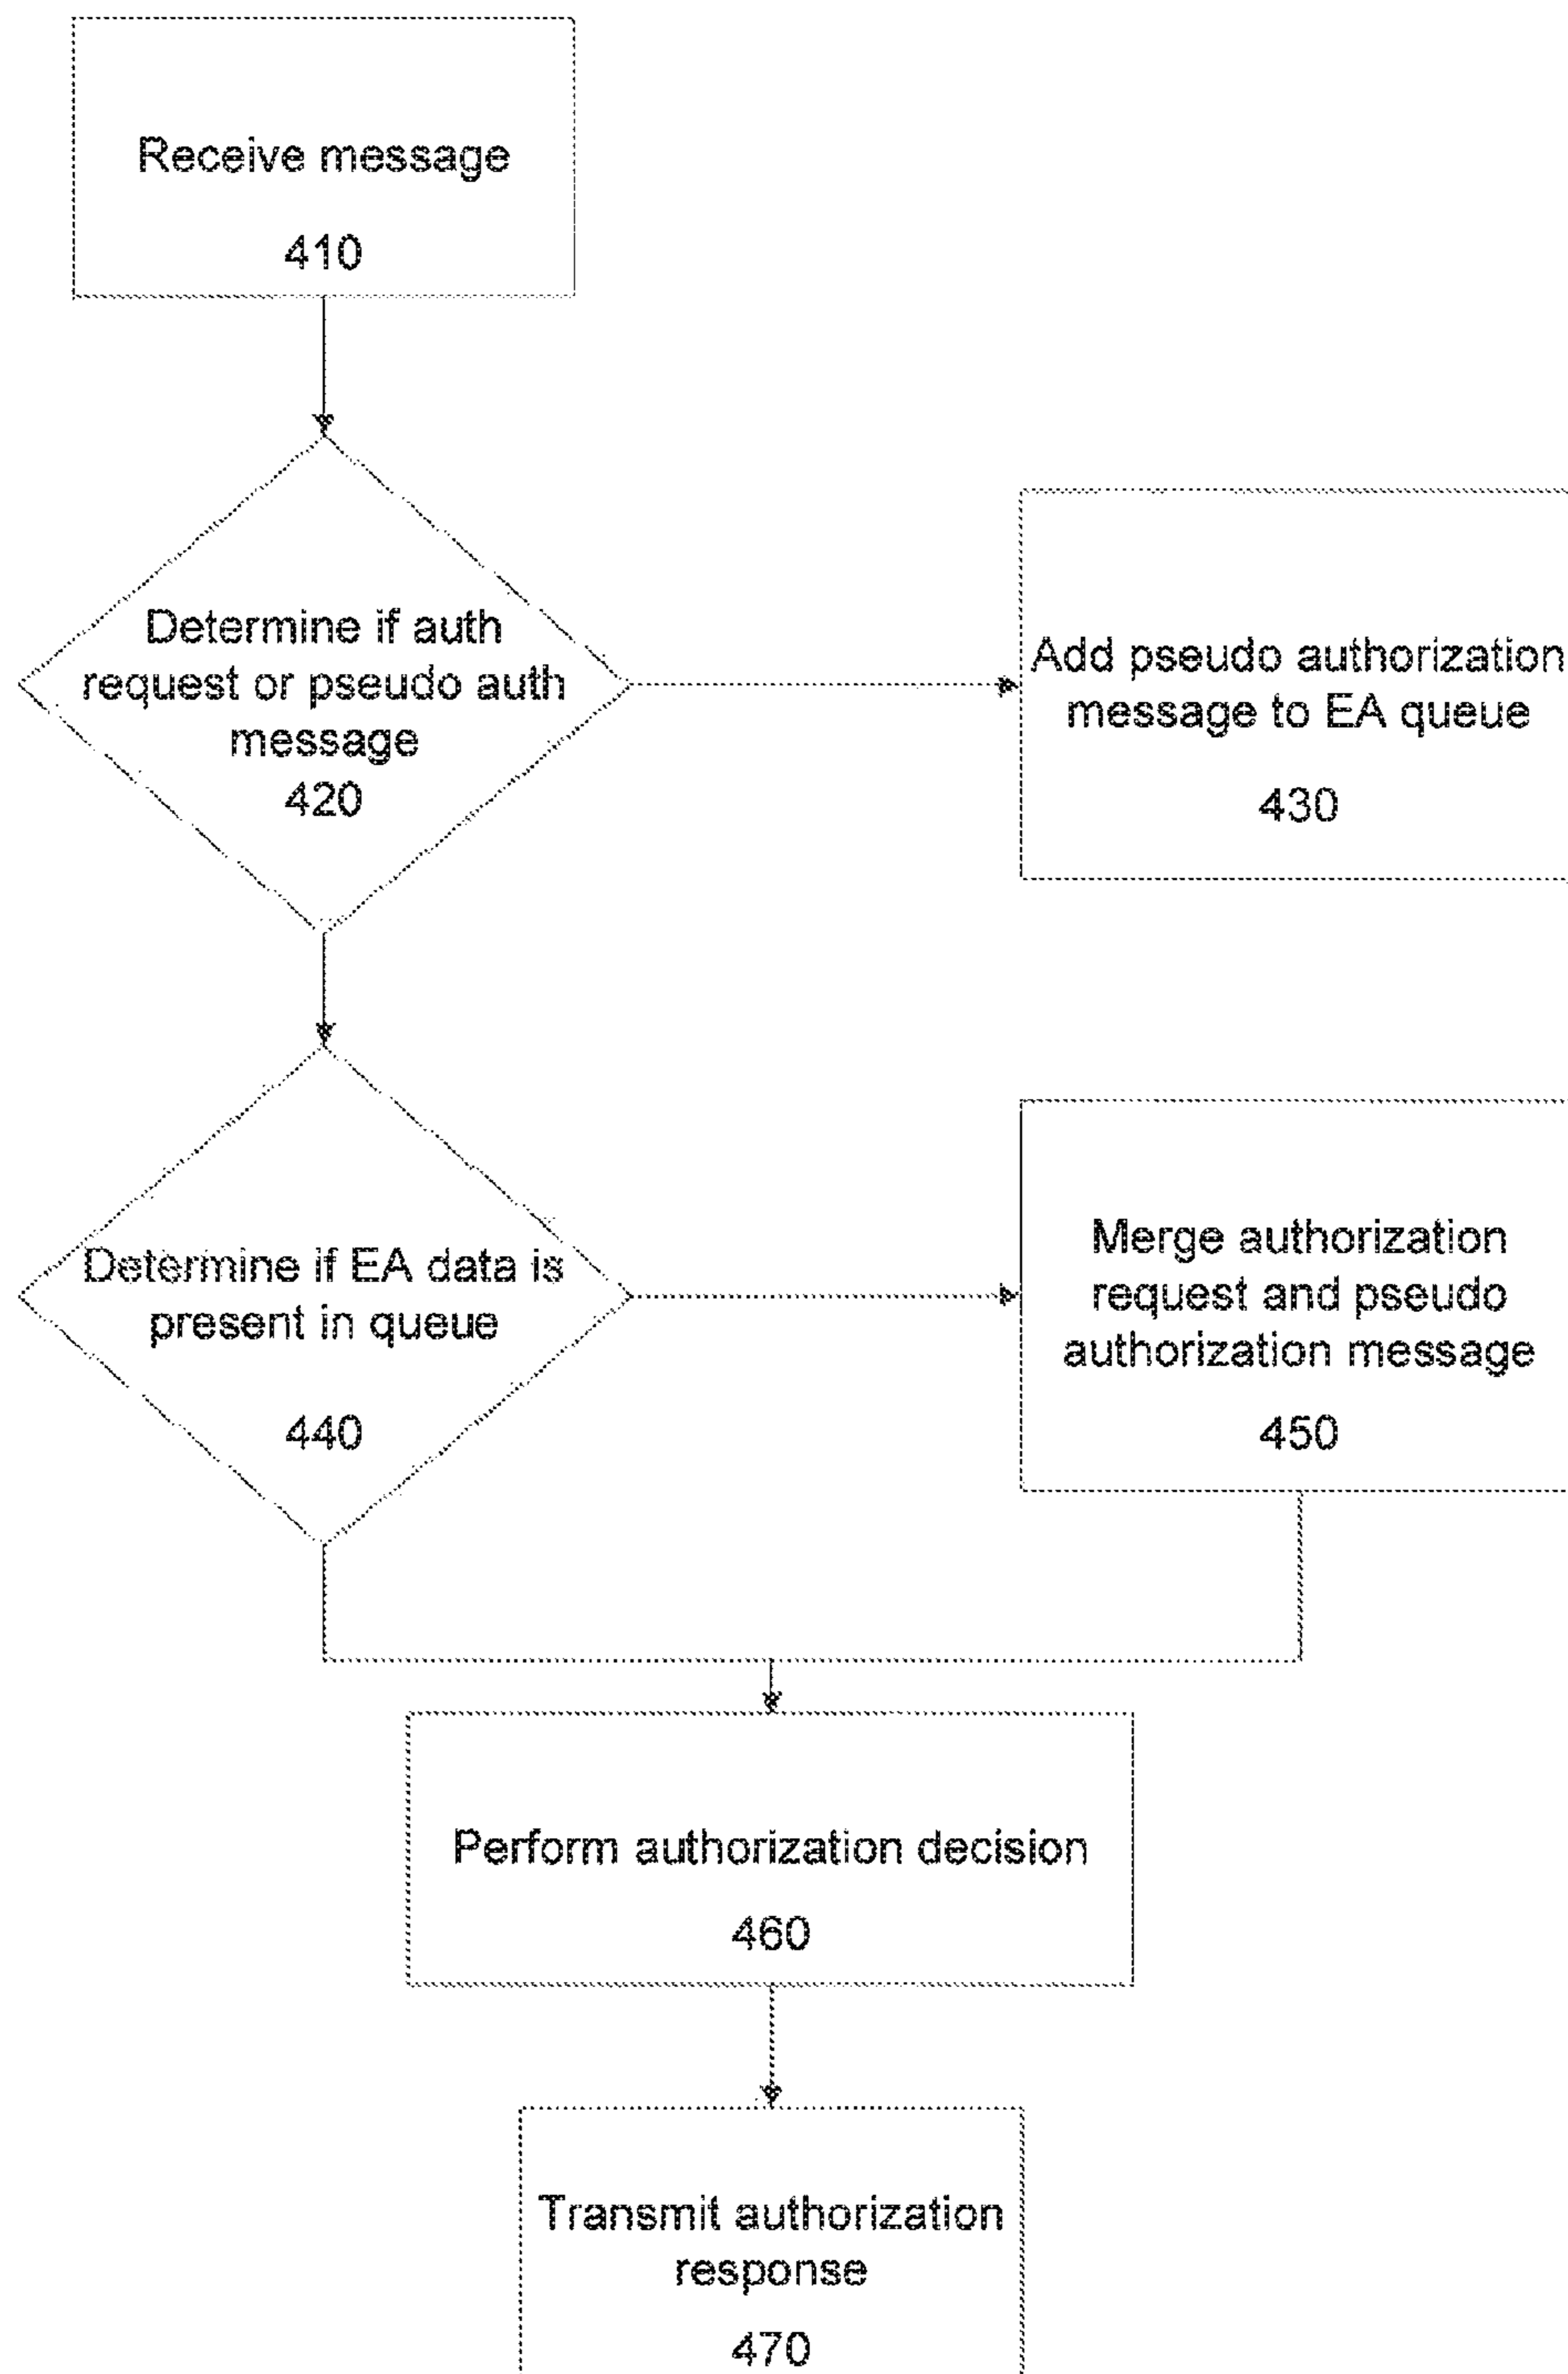 Receive message
410
Determine if auth
request or pseudo auth
message
420
Add pseudo authorization
message to EA queue
430
Determine if EA data is
present in queue
440
Merge authorization
request and pseudo
authorization message
450
Perform authorization decision
460
Transmit authorization
response
470